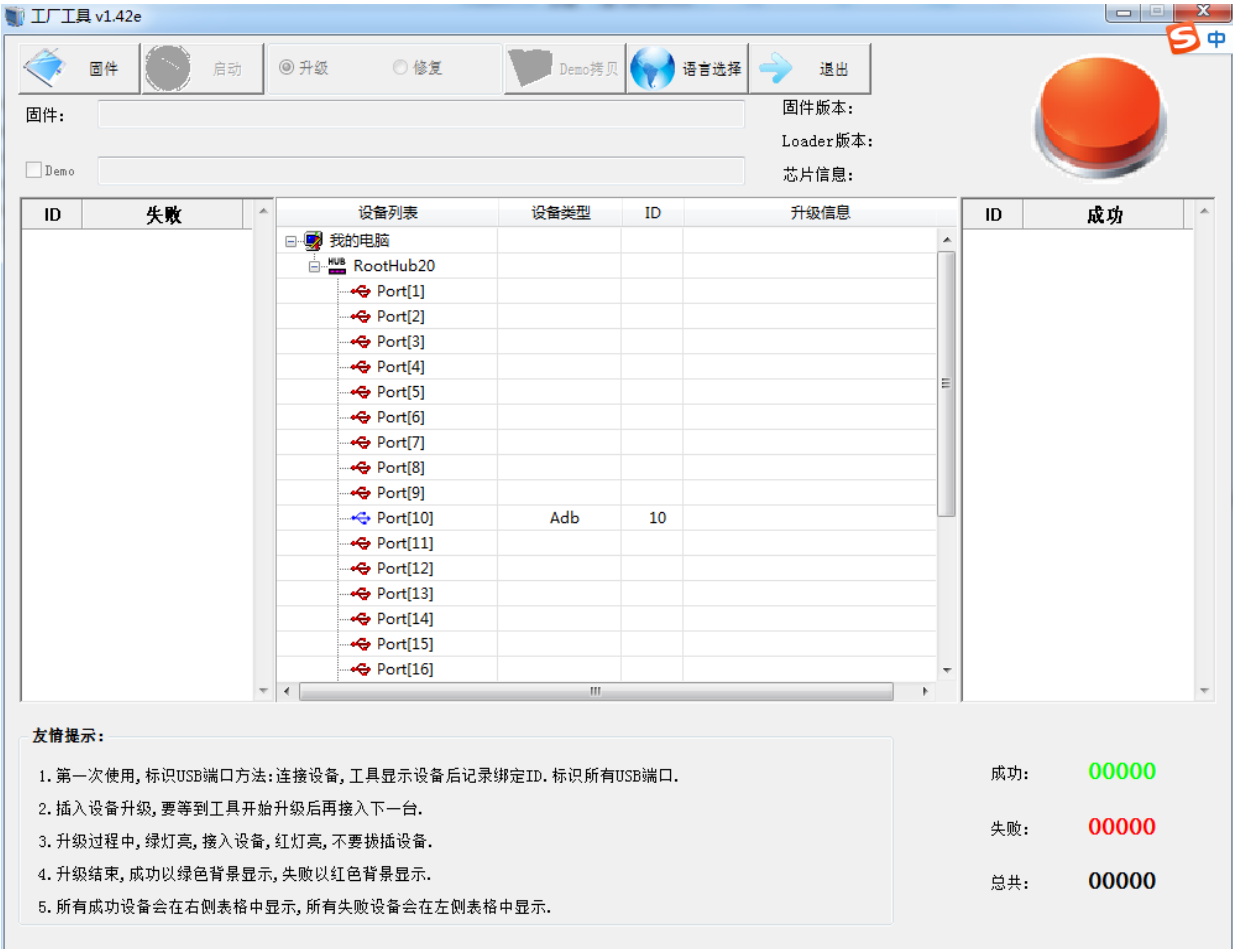 工厂工具 v1.42e
中
固件 启动 升级 修复 Demo拷贝 语言选择 退出
固件:
固件版本:
Loader版本:
Demo
芯片信息:
ID 失败 设备列表 设备类型 ID 升级信息 ID 成功
我的电脑
HUB RootHub20
Port[1]
Port[2]
Port[3]
Port[4]
Port[5]
Port[6]
Port[7]
Port[8]
Port[9]
Port[10] Adb 10
Port[11]
Port[12]
Port[13]
Port[14]
Port[15]
Port[16]
友情提示:
1.第一次使用,标识USB端口方法:连接设备,工具显示设备后记录绑定ID.标识所有USB端口.
2.插入设备升级,要等到工具开始升级后再接入下一台.
3.升级过程中,绿灯亮,接入设备,红灯亮,不要拔插设备.
4.升级结束,成功以绿色背景显示,失败以红色背景显示.
5.所有成功设备会在右侧表格中显示,所有失败设备会在左侧表格中显示.
成功: 00000
失败: 00000
总共: 00000